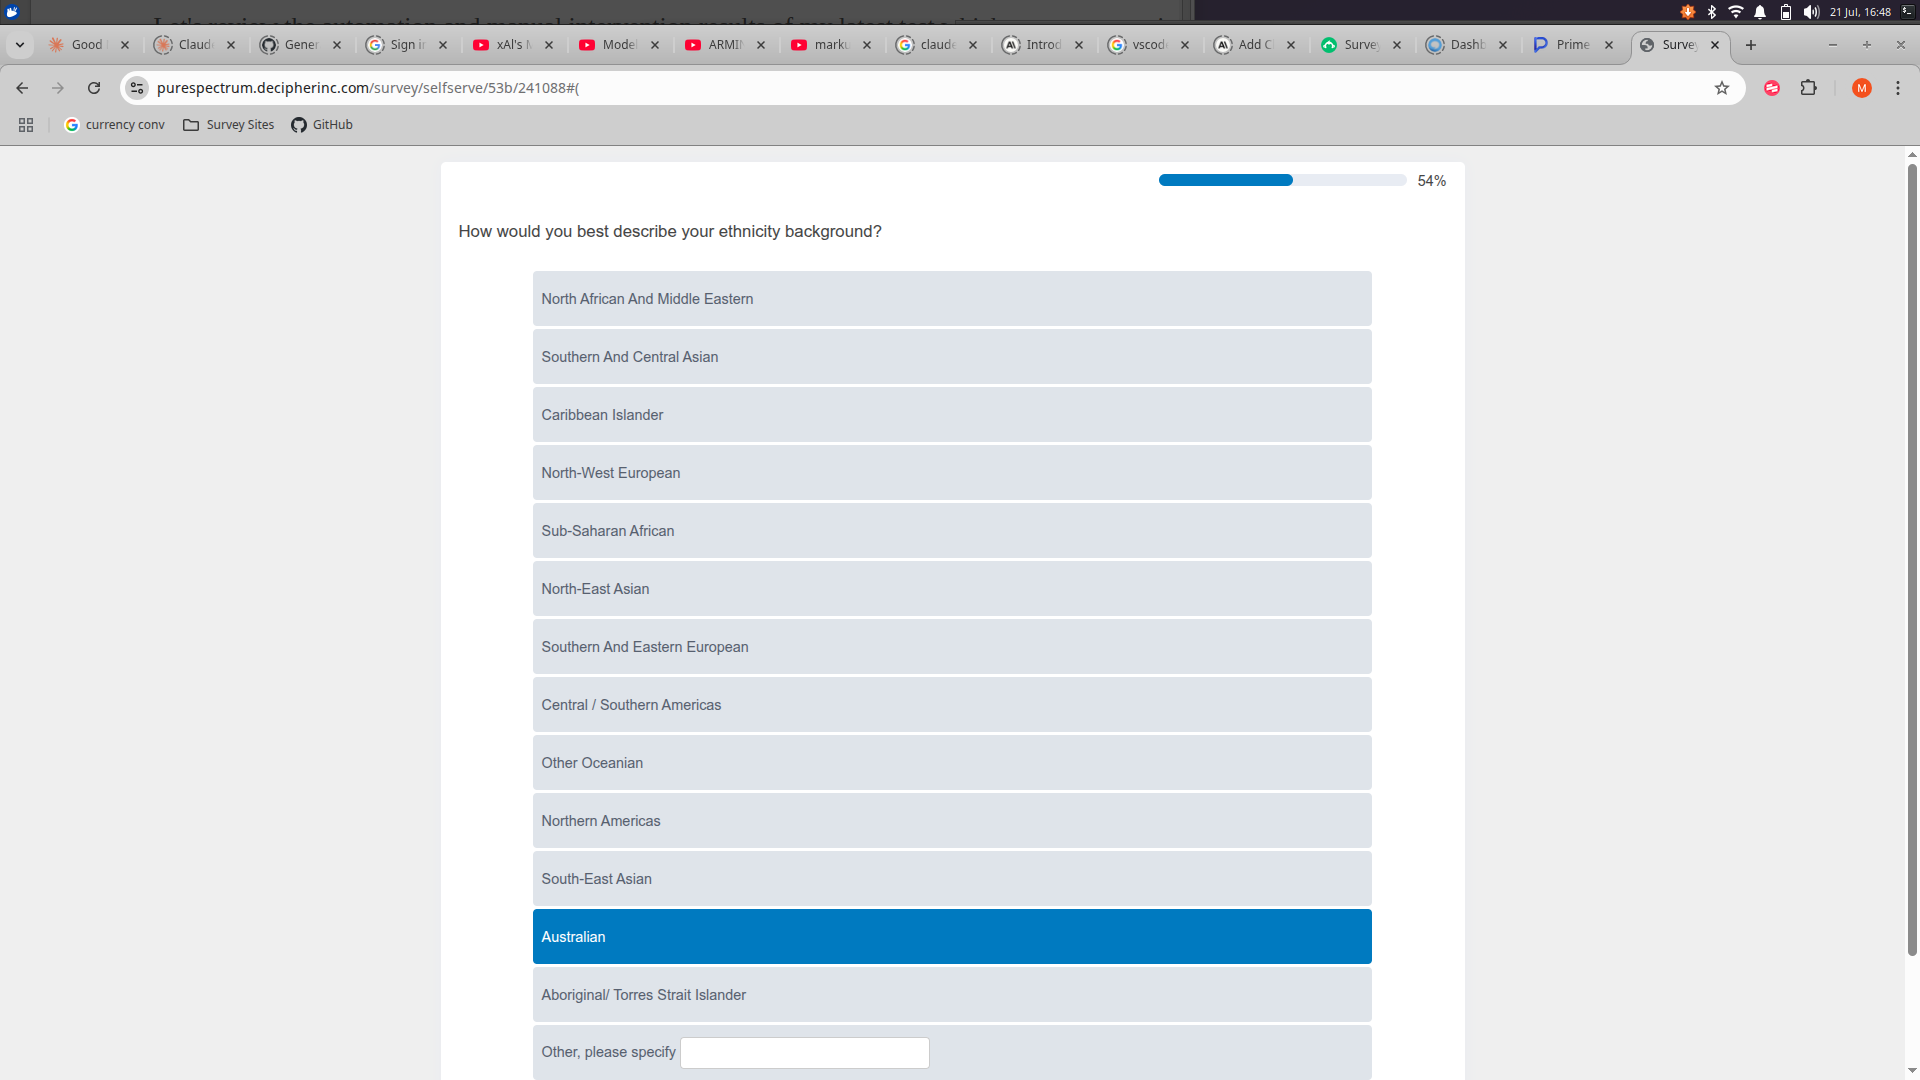 21 Jul, 16:48
Good
Claude
Gener
Sign in
xAI's M
Model
ARMI
marku
claude
Introd
vscod
Add C
Survey
Dashb
Prime
Survey
purespectrum.decipherinc.com/survey/selfserve/53b/241088#(
M
currency conv
Survey Sites
GitHub
54%
How would you best describe your ethnicity background?
North African And Middle Eastern
Southern And Central Asian
Caribbean Islander
North-West European
Sub-Saharan African
North-East Asian
Southern And Eastern European
Central / Southern Americas
Other Oceanian
Northern Americas
South-East Asian
Australian
Aboriginal/ Torres Strait Islander
Other, please specify